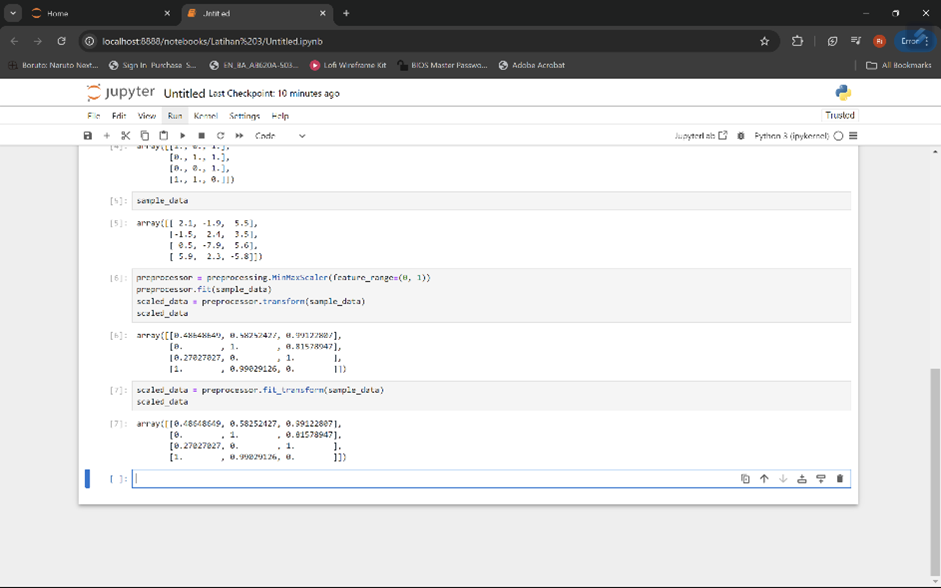 Home
Untitled
localhost:8888/notebooks/Latihan%203/Untitled.ipynb
Error
Boruto: Naruto Next...
Sign In Purchase S...
Lofi Wireframe Kit
BIOS Master Passwo...
Adobe Acrobat
All Bookmarks
jupyter Untitled Last Checkpoint: 10 minutes ago
File Edit View Run Kernel Settings Help
Trusted
Code
JupyterLab
Python 3 (ipykernel)
[0., 1., 1.],
[0., 0., 1.],
[1., 1., 0.]])
[5]: sample_data
[5]: array([[ 2.1, -1.9, 5.5],
[-1.5, 2.4, 3.5],
[ 0.5, -7.9, 5.6],
[ 5.9, 2.3, -5.8]])
[6]: preprocessor = preprocessing.MinMaxScaler(feature_range=(0, 1))
preprocessor.fit(sample_data)
scaled_data = preprocessor.transform(sample_data)
scaled_data
[6]: array([[0.48648649, 0.58252427, 0.99122807],
[0. , 1. , 0.81578947],
[0.27027027, 0. , 1. ],
[1. , 0.99029126, 0. ]])
[7]: scaled_data = preprocessor.fit_transform(sample_data)
scaled_data
[7]: array([[0.48648649, 0.58252427, 0.99122807],
[0. , 1. , 0.81578947],
[0.27027027, 0. , 1. ],
[1. , 0.99029126, 0. ]])
[ ]: